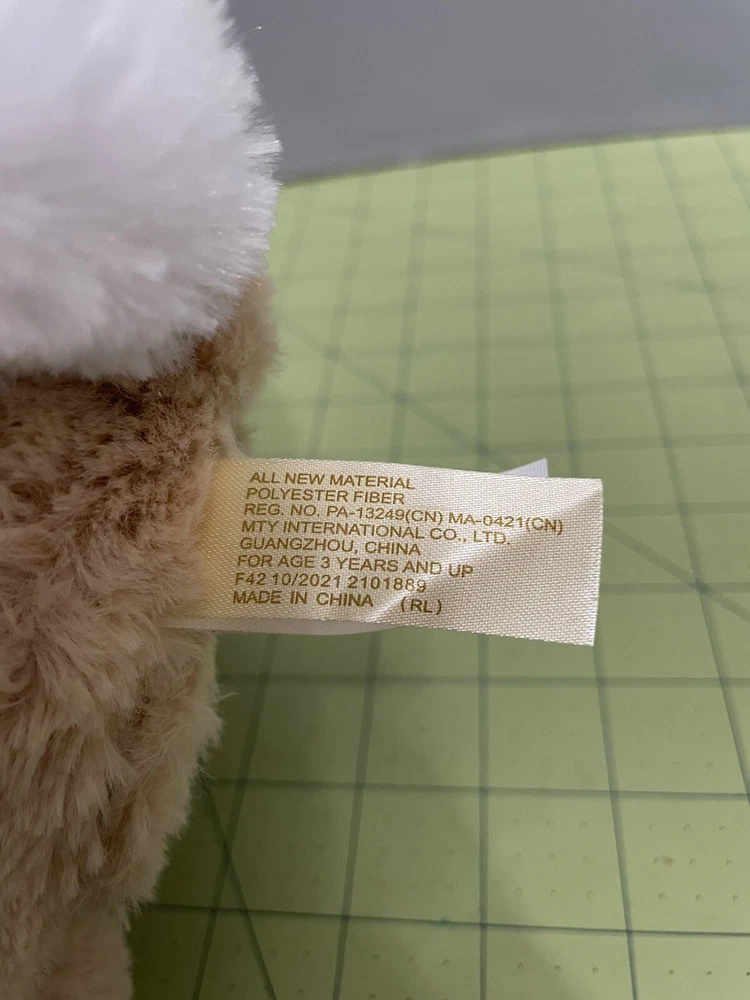 ALL NEW MATERIAL
POLYESTER FIBER
REG. NO. PA-13249(CN) MA-0421(CN)
MTY INTERNATIONAL CO., LTD.
GUANGZHOU, CHINA
FOR AGE 3 YEARS AND UP
F42 10/2021 2101889
MADE IN CHINA (RL)